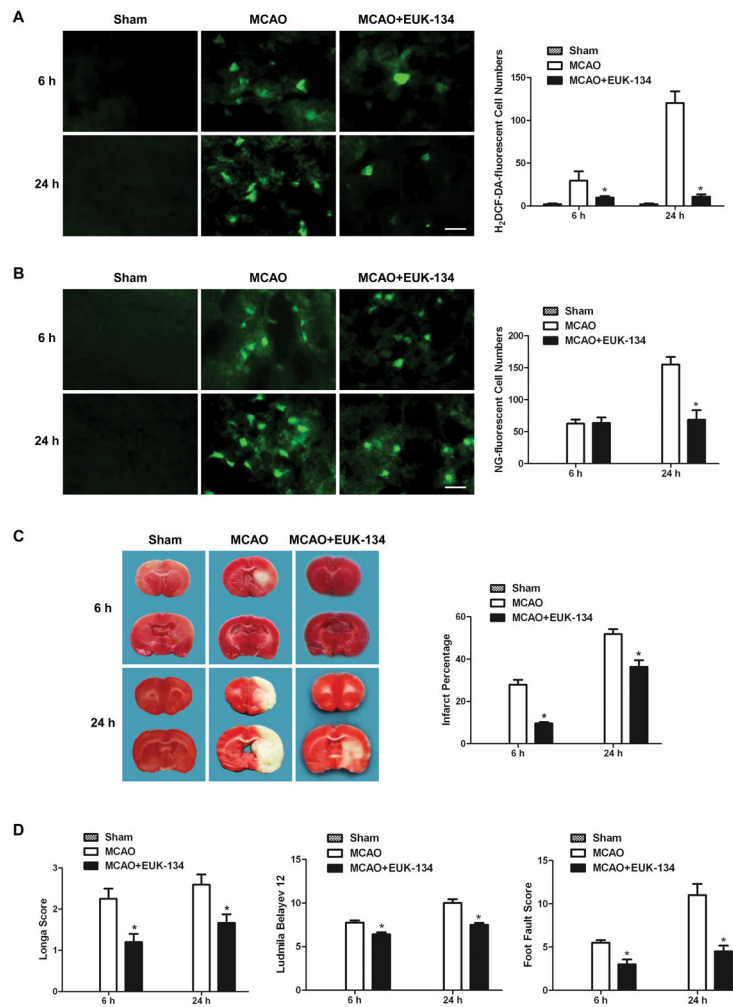 A
Sham
MCAO
MCAO+EUK-134
6 h
24 h
Sham
MCAO
MCAO+EUK-134
H₂DCF-DA-fluorescent Cell Numbers
150
100
50
0
*
*
6 h
24 h
B
Sham
MCAO
MCAO+EUK-134
6 h
24 h
Sham
MCAO
MCAO+EUK-134
NG-fluorescent Cell Numbers
200
150
100
50
0
*
6 h
24 h
C
Sham
MCAO
MCAO+EUK-134
6 h
24 h
Sham
MCAO
MCAO+EUK-134
Infarct Percentage
60
40
20
0
*
*
6 h
24 h
D
Sham
MCAO
MCAO+EUK-134
Longa Score
3
2
1
0
*
*
6 h
24 h
Sham
MCAO
MCAO+EUK-134
Ludmila Belayev 12
15
10
5
0
*
*
6 h
24 h
Sham
MCAO
MCAO+EUK-134
Foot Fault Score
15
10
5
0
*
*
6 h
24 h